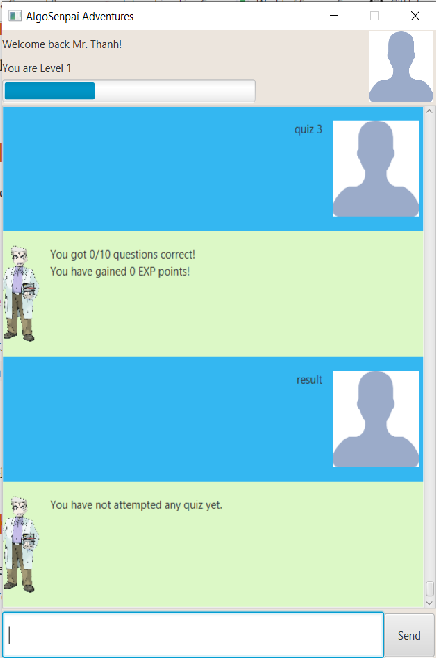 AlgoSenpai Adventures
Welcome back Mr. Thanh!
You are Level 1
quiz 3
You got 0/10 questions correct!
You have gained 0 EXP points!
result
You have not attempted any quiz yet.
Send